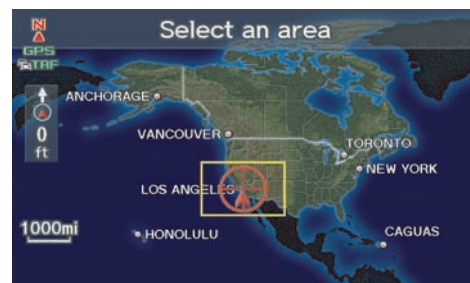 N
Select an area
GPS
TRF
ANCHORAGE
0
ft
VANCOUVER
TORONTO
NEW YORK
LOS ANGELES
1000mi
HONOLULU
CAGUAS